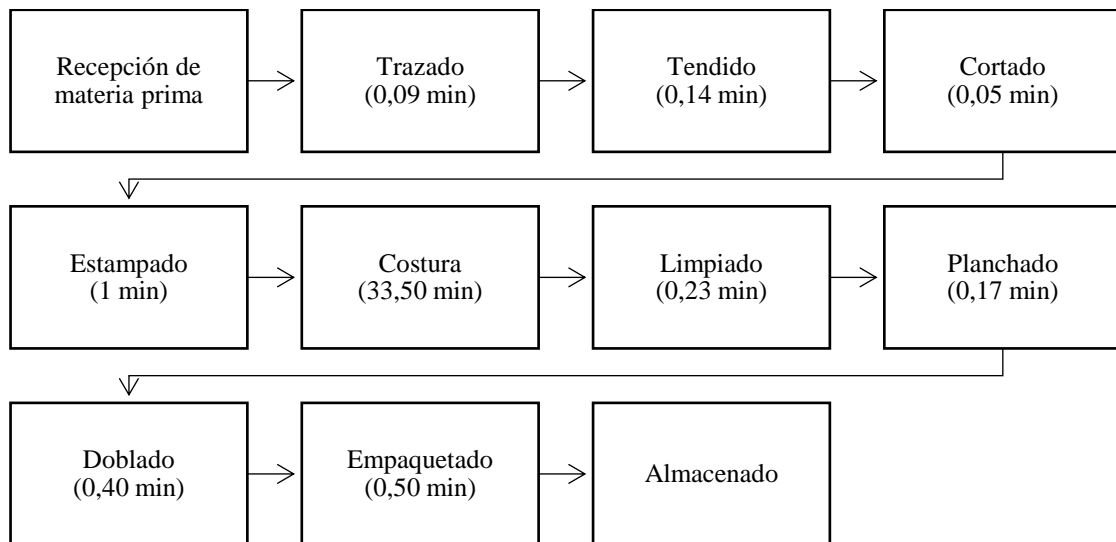 Recepción de
materia prima
Trazado
(0,09 min)
Tendido
(0,14 min)
Cortado
(0,05 min)
Estampado
(1 min)
Costura
(33,50 min)
Limpiado
(0,23 min)
Planchado
(0,17 min)
Doblado
(0,40 min)
Empaquetado
(0,50 min)
Almacenado